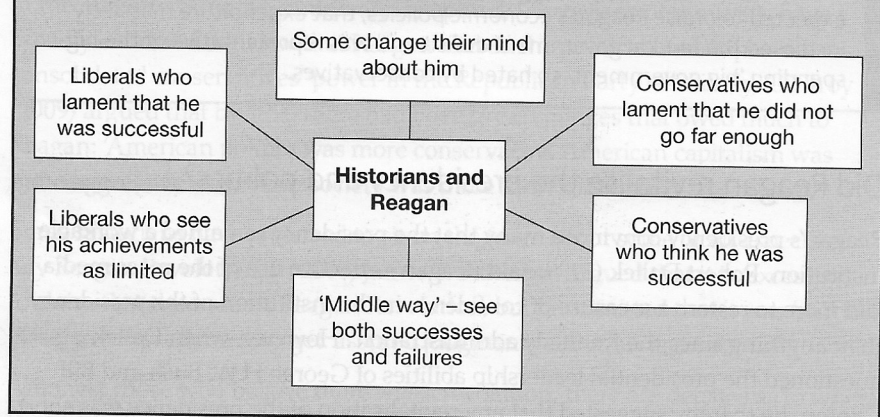 Some change their mind
about him
Liberals who
lament that he
was successful
Conservatives who
lament that he did not
go far enough
Historians and
Reagan
Liberals who see
his achievements
as limited
Conservatives
who think he was
successful
‘Middle way’ – see
both successes
and failures